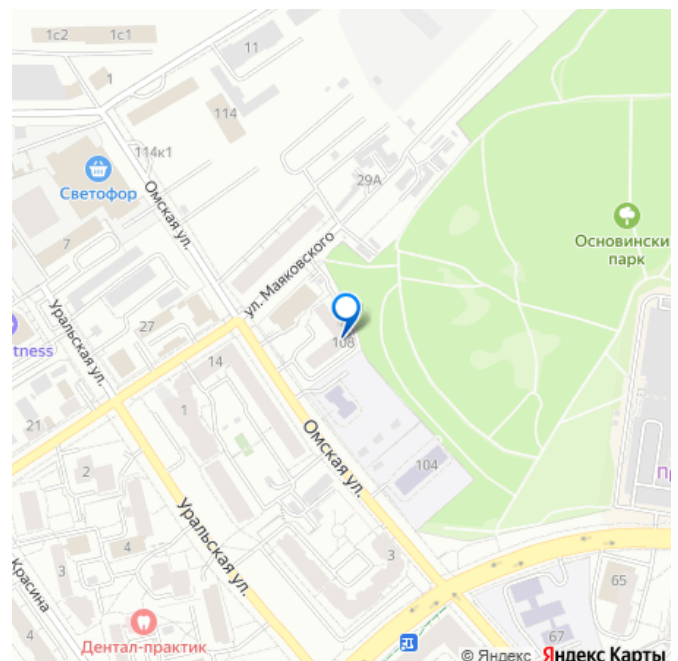 1с2
1с1
11
1
114
114к1
Светофор
Омская ул.
29А
Основински
парк
7
ул. Маяковского
Уральская ул.
27
tness
108
14
21
1
Омская ул.
104
2
Пр
Уральская ул.
3
4
3
Красина
65
4
Дентал-практик
67
© Яндекс Яндекс Карты